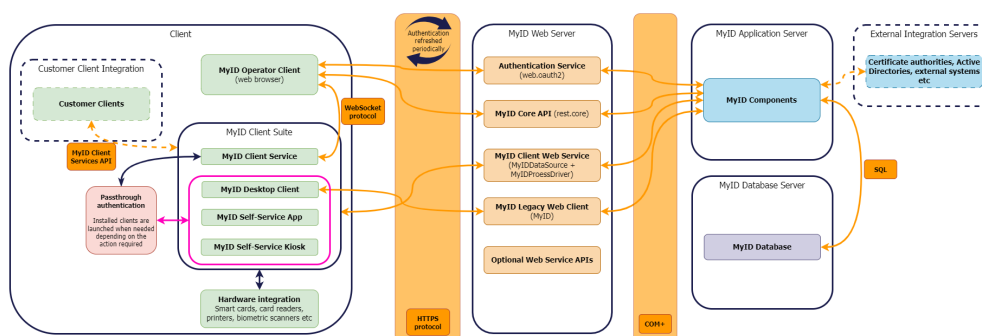 Client
Customer Client Integration
Customer Clients
MyID Operator Client
(web browser)
WebSocket
protocol
MyID Client
Services API
MyID Client Suite
MyID Client Service
MyID Desktop Client
MyID Self-Service App
MyID Self-Service Kiosk
Passthrough
authentication
Installed clients are
launched when needed
depending on the
action required
Hardware integration
Smart cards, card readers,
printers, biometric scanners etc
Authentication
refreshed
periodically
HTTPS
protocol
MyID Web Server
Authentication Service
(web.oauth2)
MyID Core API (rest.core)
MyID Client Web Service
(MyIDDataSource +
MyIDProessDriver)
MyID Legacy Web Client
(MyID)
Optional Web Service APIs
COM+
MyID Application Server
MyID Components
MyID Database Server
MyID Database
External Integration Servers
Certificate authorities, Active
Directories, external systems
etc
SQL